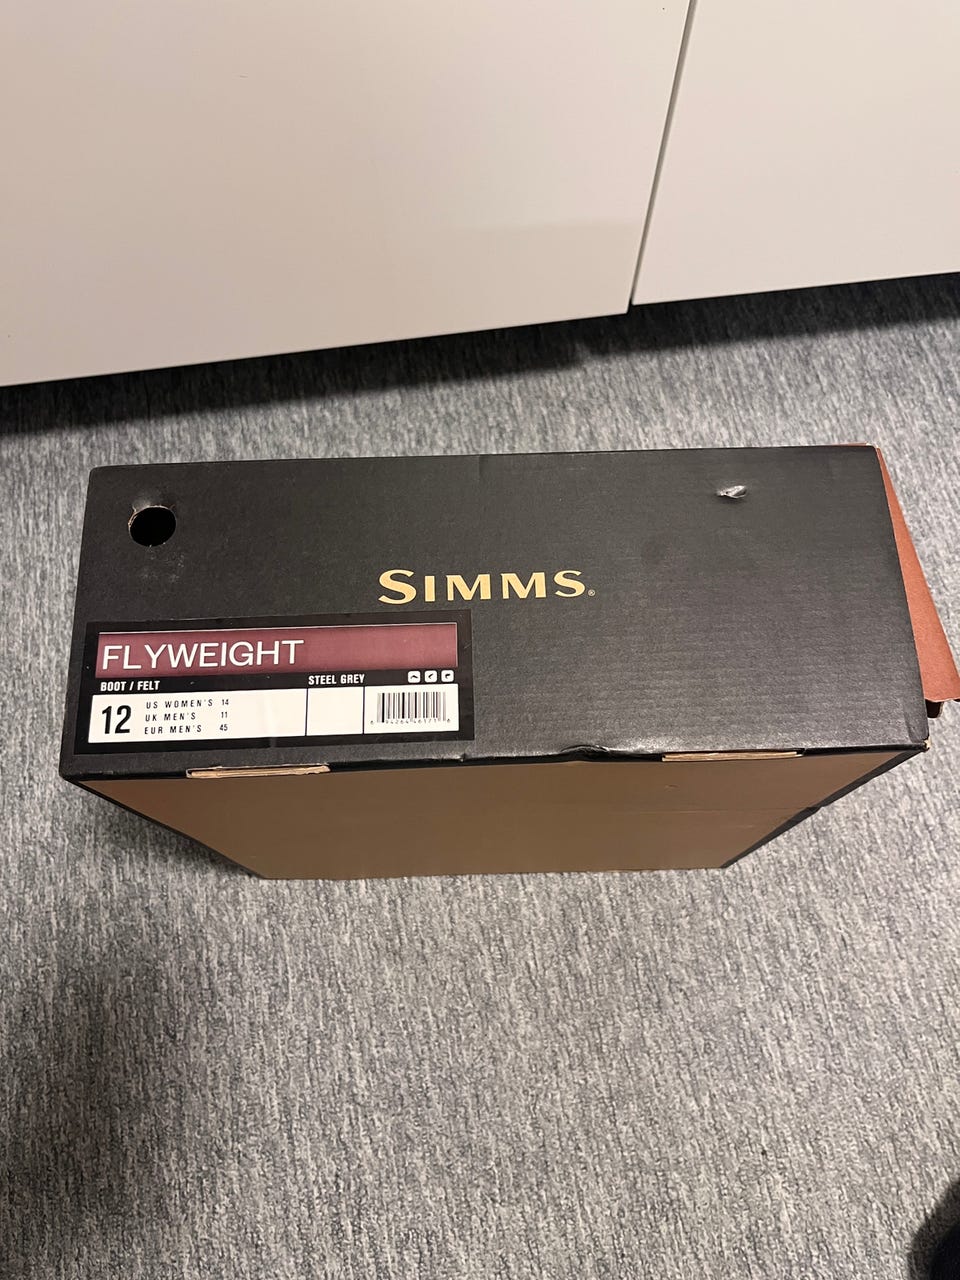 SIMMS®
FLYWEIGHT
BOOT / FELT STEEL GREY
12
US WOMEN'S 14
UK MEN'S 11
EUR MEN'S 45